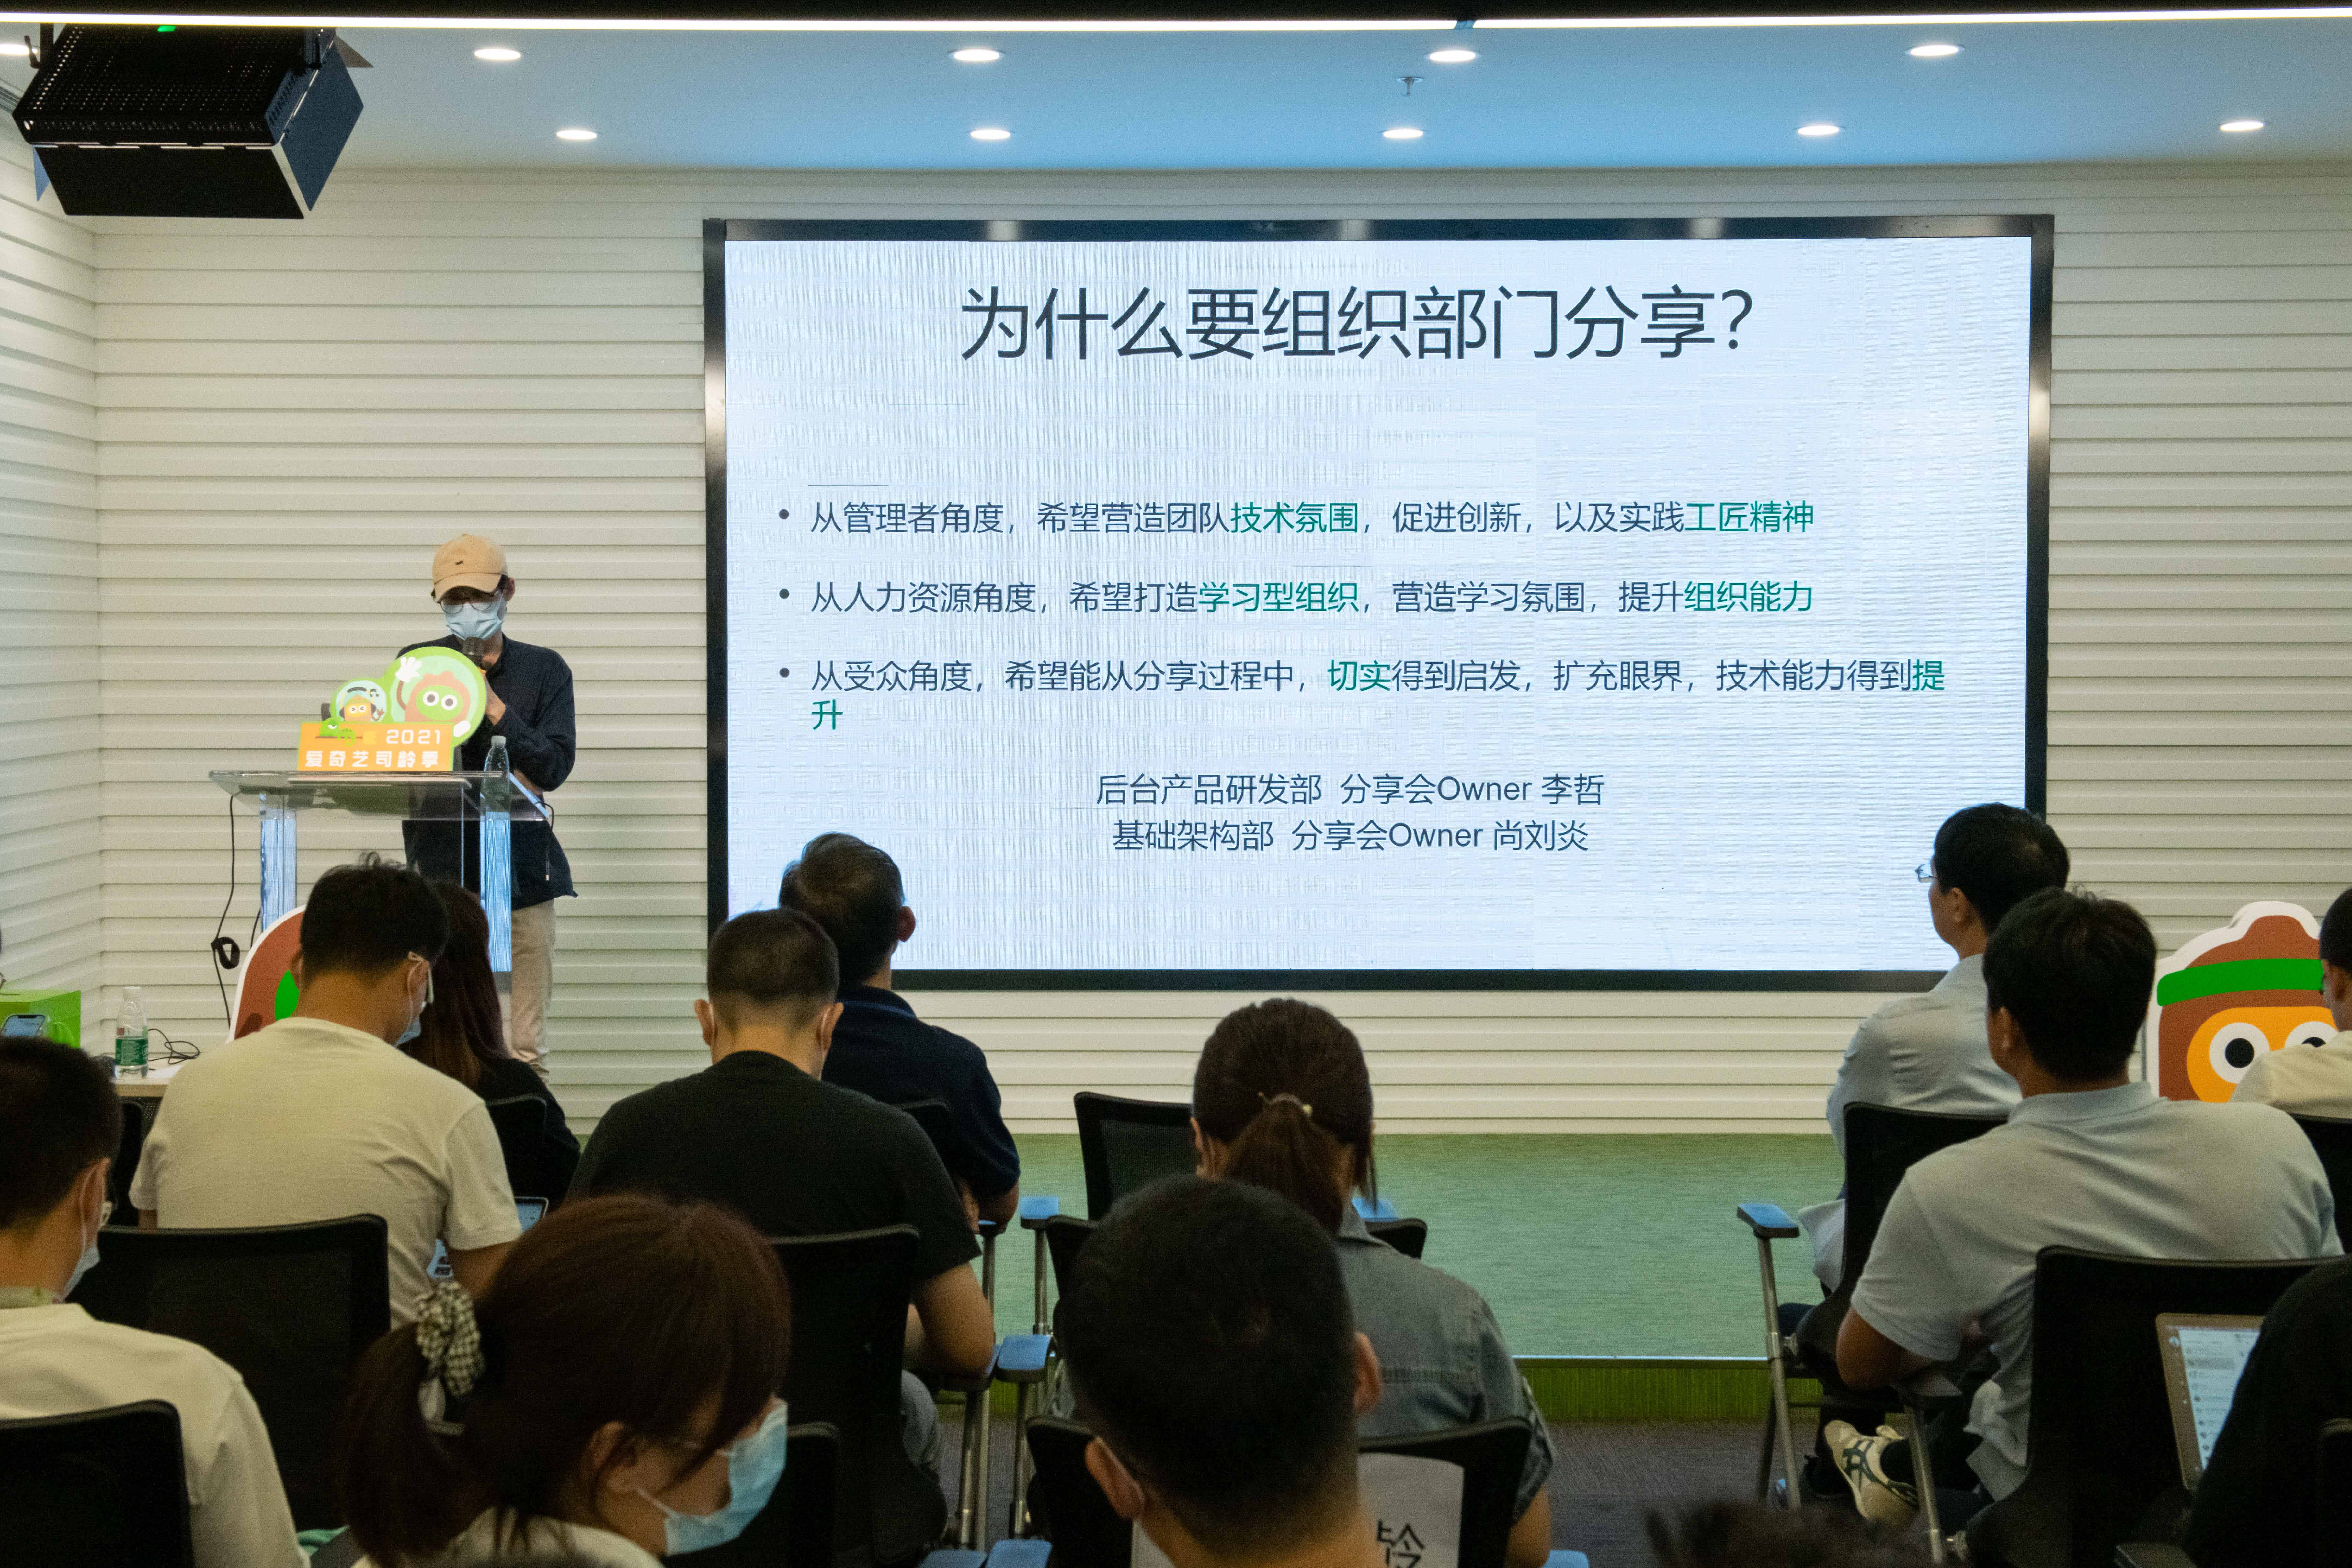 为什么要组织部门分享？
• 从管理者角度，希望营造团队技术氛围，促进创新，以及实践工匠精神
• 从人力资源角度，希望打造学习型组织，营造学习氛围，提升组织能力
• 从受众角度，希望能从分享过程中，切实得到启发，扩充眼界，技术能力得到提
升
后台产品研发部 分享会Owner 李哲
基础架构部 分享会Owner 尚刘炎
2021
爱奇艺司龄季
龄